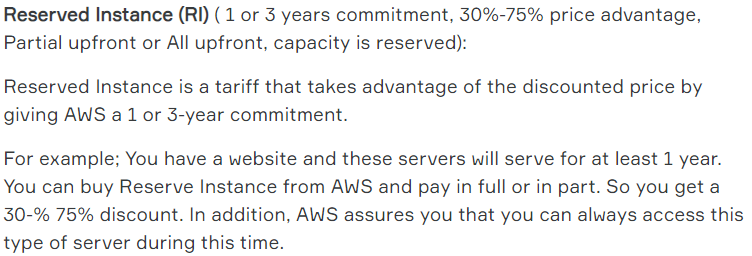 Reserved Instance (RI) ( 1 or 3 years commitment, 30%-75% price advantage,
Partial upfront or All upfront, capacity is reserved):
Reserved Instance is a tariff that takes advantage of the discounted price by
giving AWS a 1 or 3-year commitment.
For example; You have a website and these servers will serve for at least 1 year.
You can buy Reserve Instance from AWS and pay in full or in part. So you get a
30-% 75% discount. In addition, AWS assures you that you can always access this
type of server during this time.